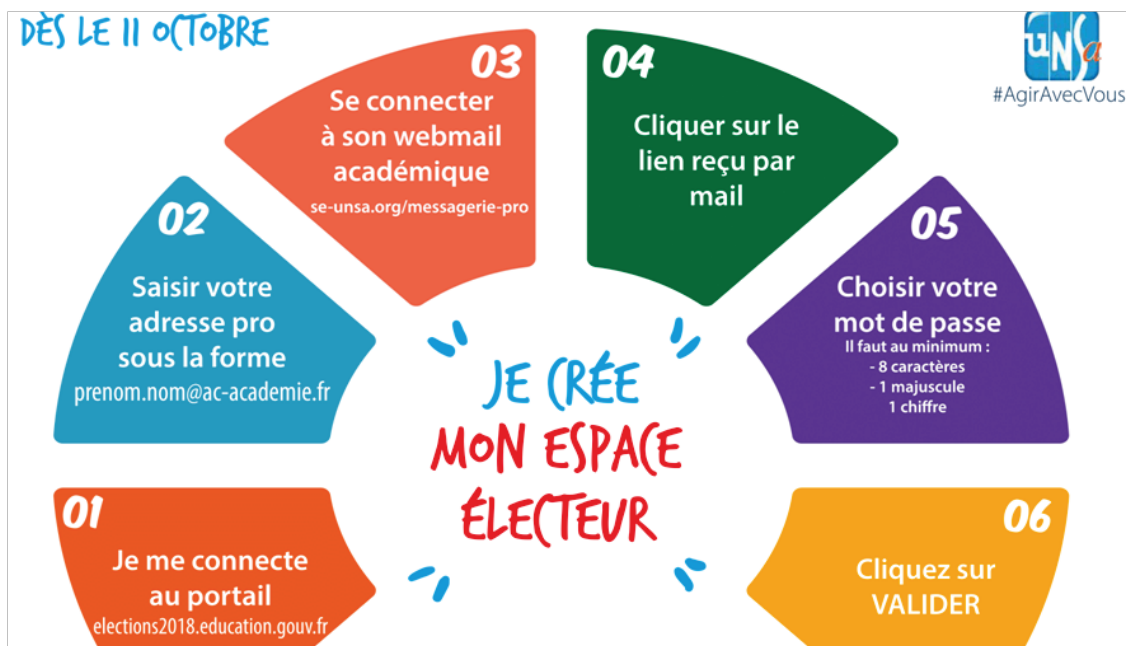 DÈS LE 11 OCTOBRE
UNSa
#AgirAvecVous
JE CRÉE
MON ESPACE
ÉLECTEUR
01
Je me connecte
au portail
elections2018.education.gouv.fr
02
Saisir votre
adresse pro
sous la forme
prenom.nom@ac-academie.fr
03
Se connecter
à son webmail
académique
se-unsa.org/messagerie-pro
04
Cliquer sur le
lien reçu par
mail
05
Choisir votre
mot de passe
Il faut au minimum :
- 8 caractères
- 1 majuscule
1 chiffre
06
Cliquez sur
VALIDER